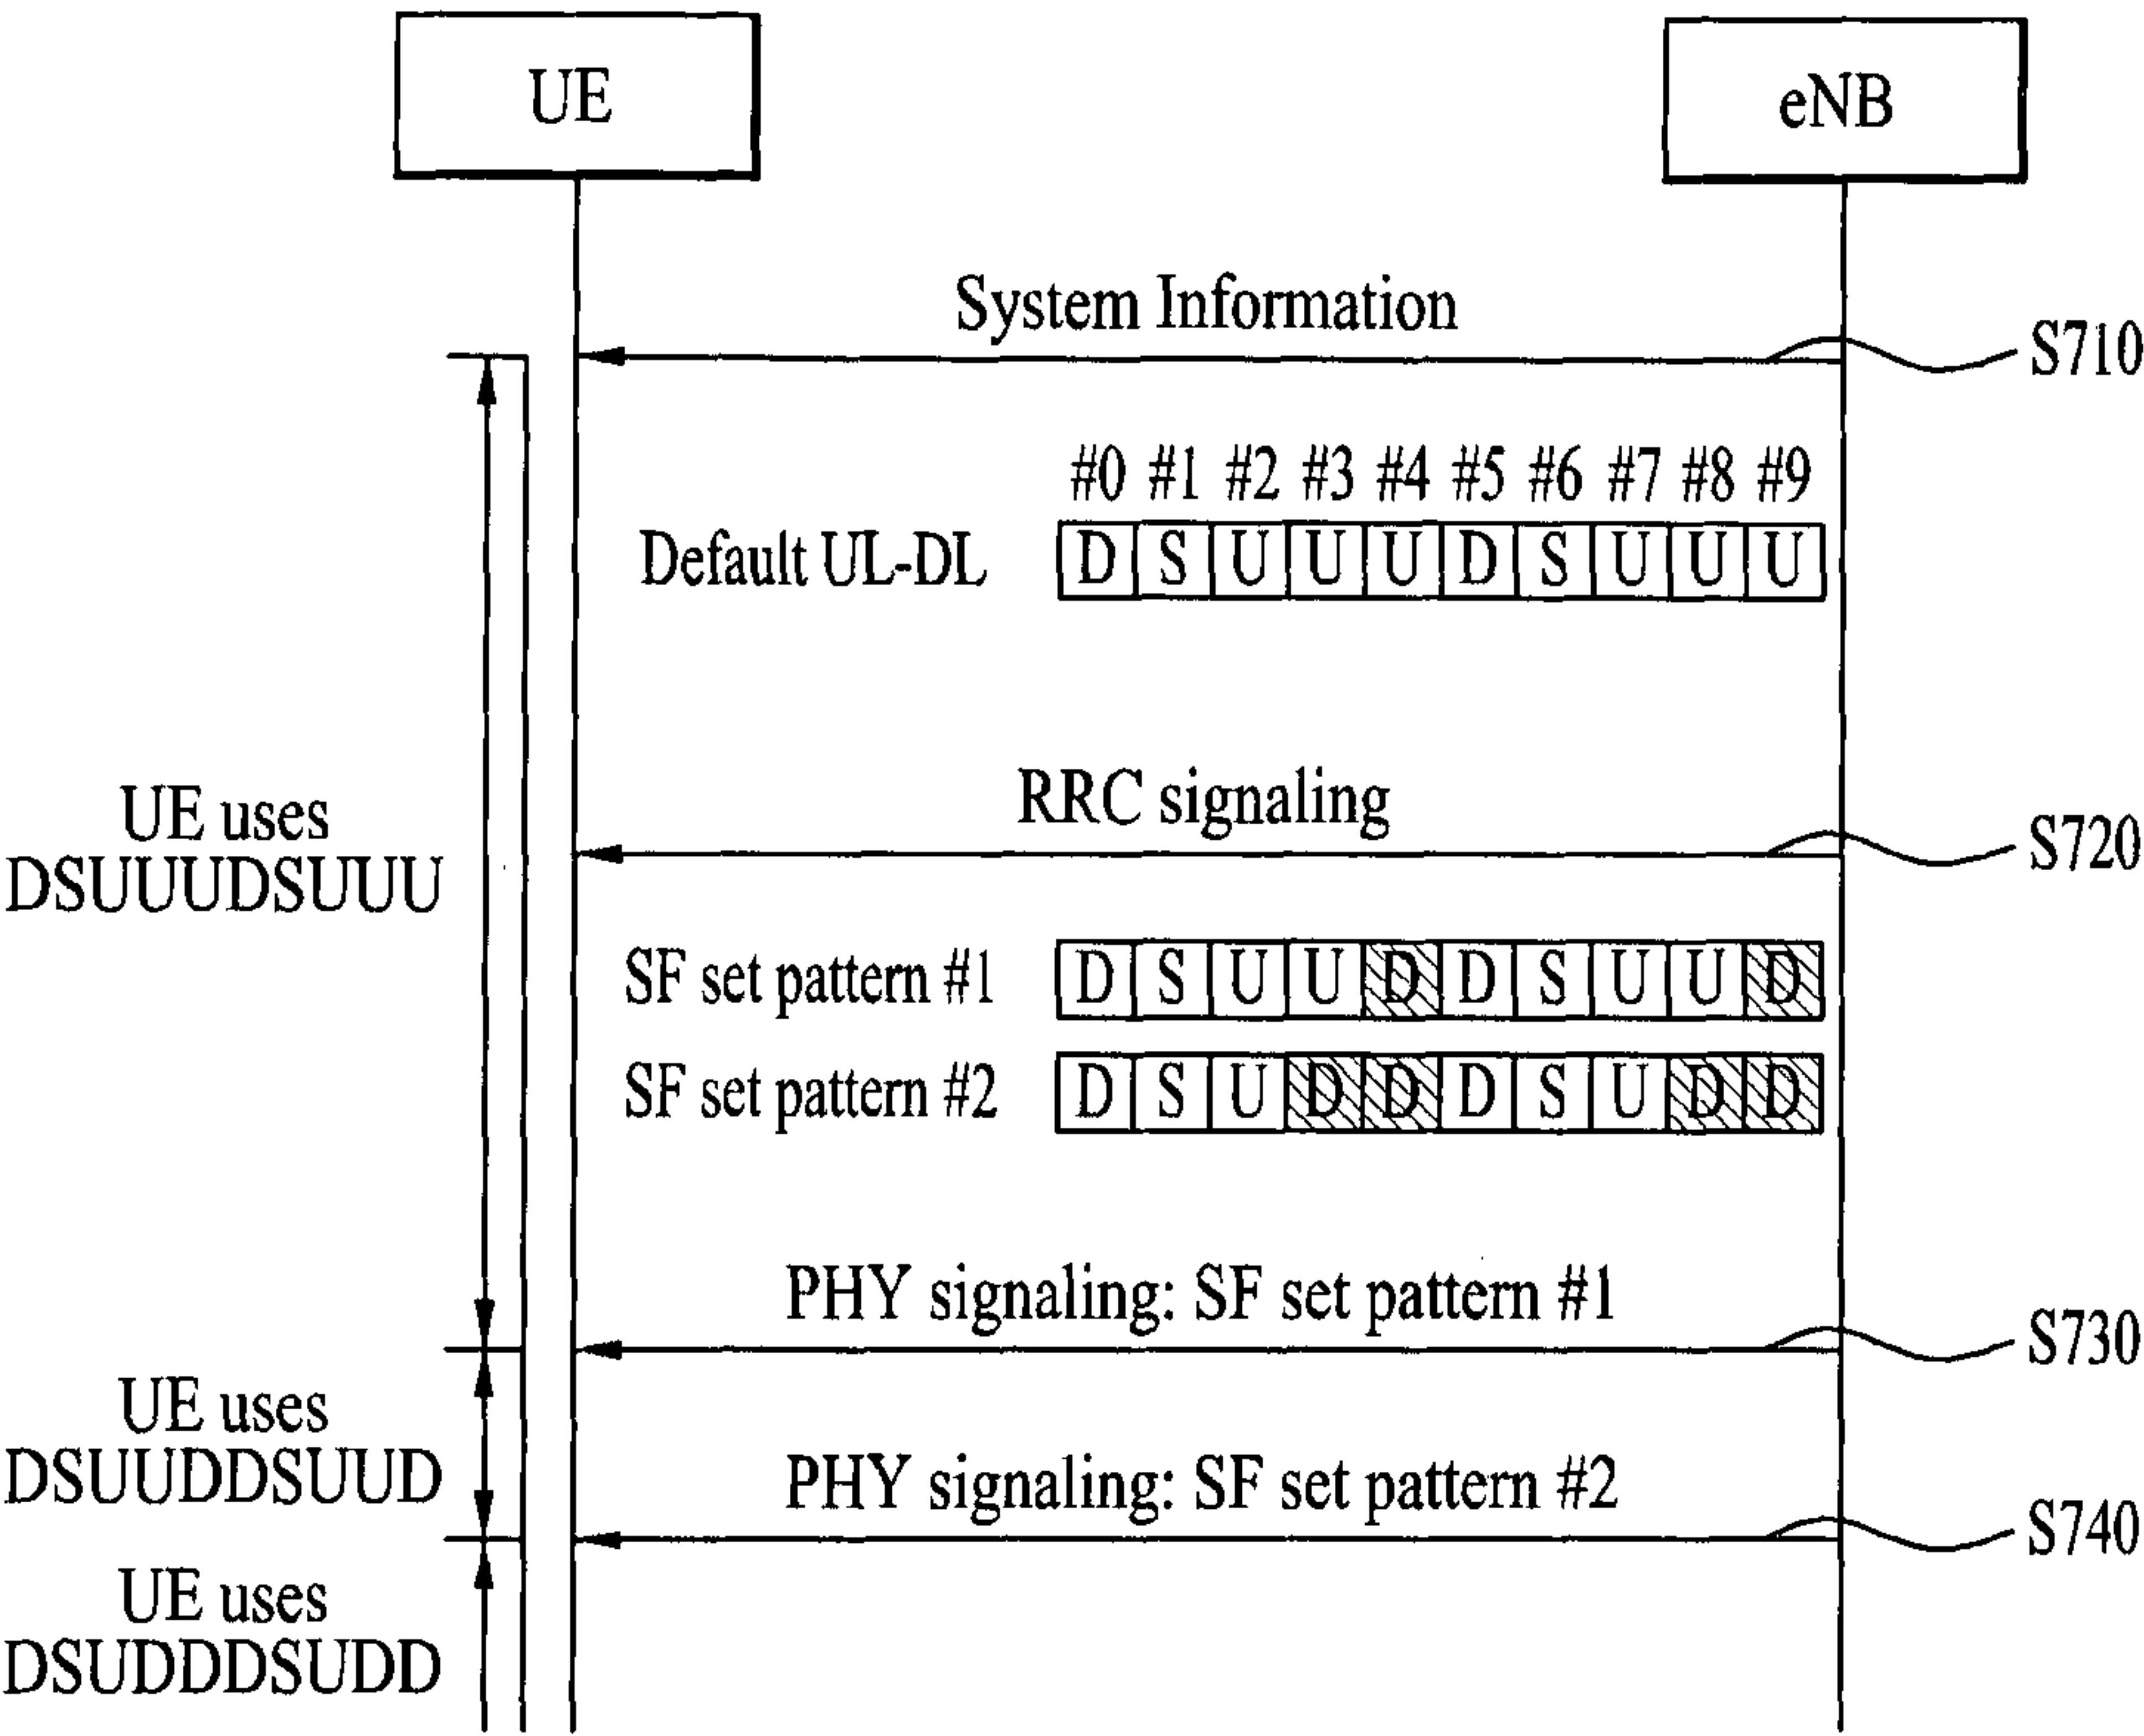 UE
eNB
System Information
S710
#0 #1 #2 #3 #4 #5 #6 #7 #8 #9
Default UL-DL D S U U U D S U U U
RRC signaling
S720
UE uses
DSUUUDSUUU
SF set pattern #1 D S U U D D S U U D
SF set pattern #2 D S U D D D S U D D
PHY signaling: SF set pattern #1
S730
UE uses
DSUUDDSUUD
PHY signaling: SF set pattern #2
S740
UE uses
DSUDDDSUDD